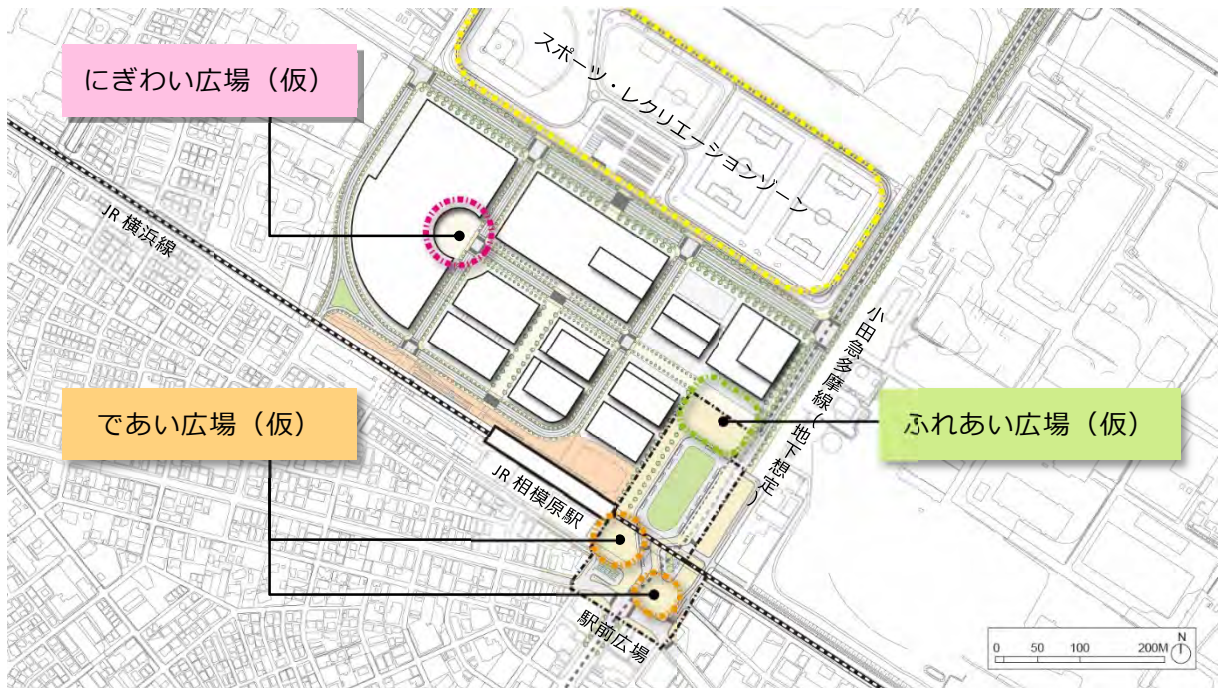 スポーツ・レクリエーションゾーン
にぎわい広場（仮）
JR 横浜線
小田急多摩線（地下想定）
であい広場（仮）
ふれあい広場（仮）
JR 相模原駅
駅前広場
N
0 50 100 200M